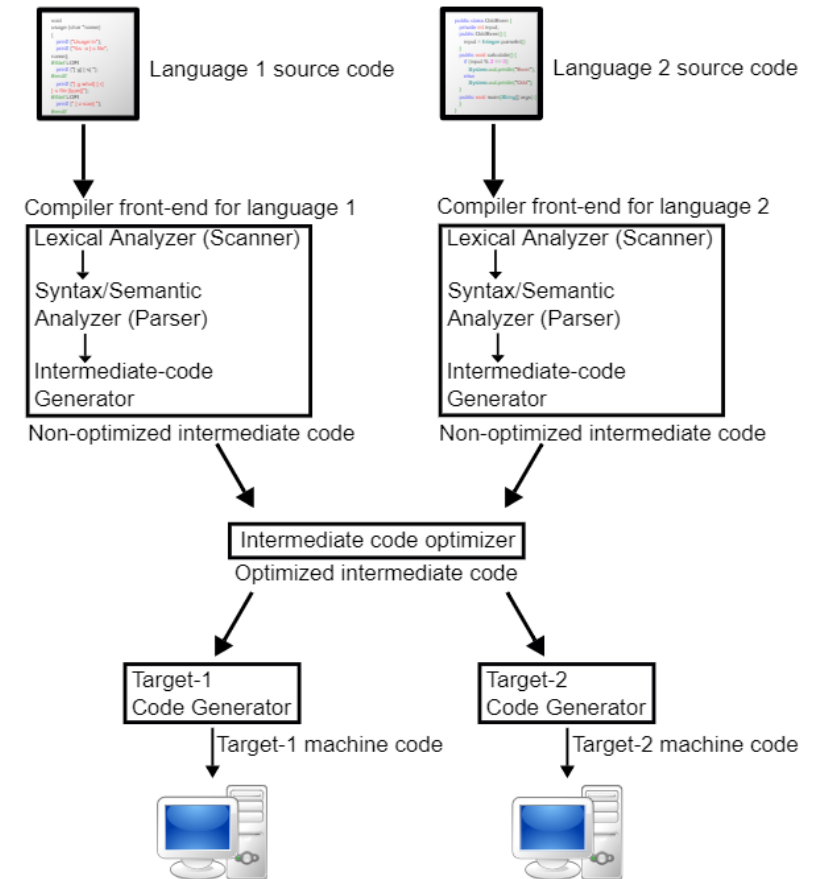 Language 1 source code
Language 2 source code
Compiler front-end for language 1
Lexical Analyzer (Scanner)
Syntax/Semantic
Analyzer (Parser)
Intermediate-code
Generator
Non-optimized intermediate code
Compiler front-end for language 2
Lexical Analyzer (Scanner)
Syntax/Semantic
Analyzer (Parser)
Intermediate-code
Generator
Non-optimized intermediate code
Intermediate code optimizer
Optimized intermediate code
Target-1
Code Generator
Target-1 machine code
Target-2
Code Generator
Target-2 machine code